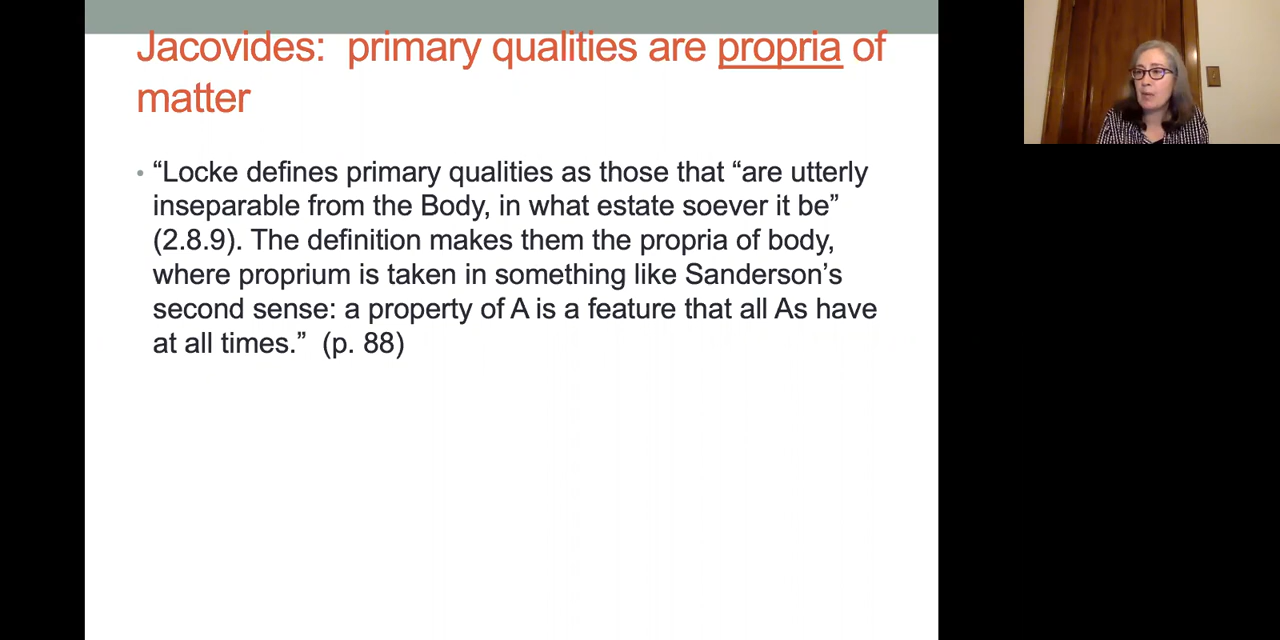 Jacovides:  primary qualities are propria of
matter
• “Locke defines primary qualities as those that “are utterly
inseparable from the Body, in what estate soever it be”
(2.8.9). The definition makes them the propria of body,
where proprium is taken in something like Sanderson’s
second sense: a property of A is a feature that all As have
at all times.”  (p. 88)